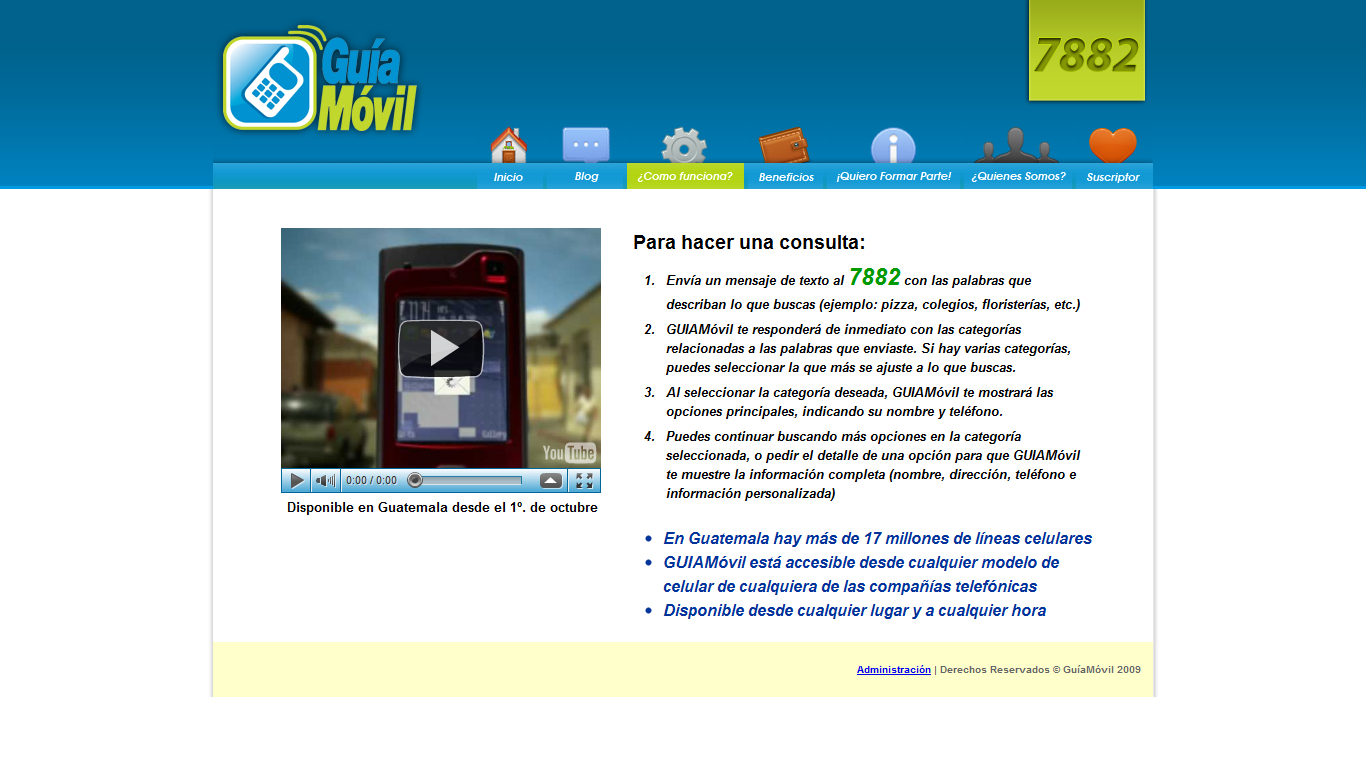 Guía
Móvil
7882
Inicio
Blog
¿Como funciona?
Beneficios
¡Quiero Formar Parte!
¿Quienes Somos?
Suscriptor
Para hacer una consulta:
1. Envía un mensaje de texto al 7882 con las palabras que
describan lo que buscas (ejemplo: pizza, colegios, floristerías, etc.)
2. GUIAMóvil te responderá de inmediato con las categorías
relacionadas a las palabras que enviaste. Si hay varias categorías,
puedes seleccionar la que más se ajuste a lo que buscas.
3. Al seleccionar la categoría deseada, GUIAMóvil te mostrará las
opciones principales, indicando su nombre y teléfono.
4. Puedes continuar buscando más opciones en la categoría
seleccionada, o pedir el detalle de una opción para que GUIAMóvil
te muestre la información completa (nombre, dirección, teléfono e
información personalizada)
YouTube
0:00 / 0:00
Disponible en Guatemala desde el 1º. de octubre
• En Guatemala hay más de 17 millones de líneas celulares
• GUIAMóvil está accesible desde cualquier modelo de
celular de cualquiera de las compañías telefónicas
• Disponible desde cualquier lugar y a cualquier hora
Administración | Derechos Reservados © GuíaMóvil 2009